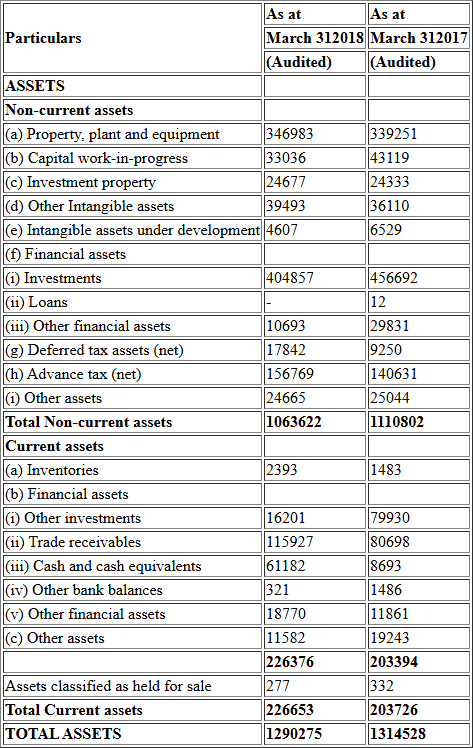 Particulars As at As at
March 312018 March 312017
(Audited) (Audited)
ASSETS
Non-current assets
(a) Property, plant and equipment 346983 339251
(b) Capital work-in-progress 33036 43119
(c) Investment property 24677 24333
(d) Other Intangible assets 39493 36110
(e) Intangible assets under development 4607 6529
(f) Financial assets
(i) Investments 404857 456692
(ii) Loans - 12
(iii) Other financial assets 10693 29831
(g) Deferred tax assets (net) 17842 9250
(h) Advance tax (net) 156769 140631
(i) Other assets 24665 25044
Total Non-current assets 1063622 1110802
Current assets
(a) Inventories 2393 1483
(b) Financial assets
(i) Other investments 16201 79930
(ii) Trade receivables 115927 80698
(iii) Cash and cash equivalents 61182 8693
(iv) Other bank balances 321 1486
(v) Other financial assets 18770 11861
(c) Other assets 11582 19243
226376 203394
Assets classified as held for sale 277 332
Total Current assets 226653 203726
TOTAL ASSETS 1290275 1314528